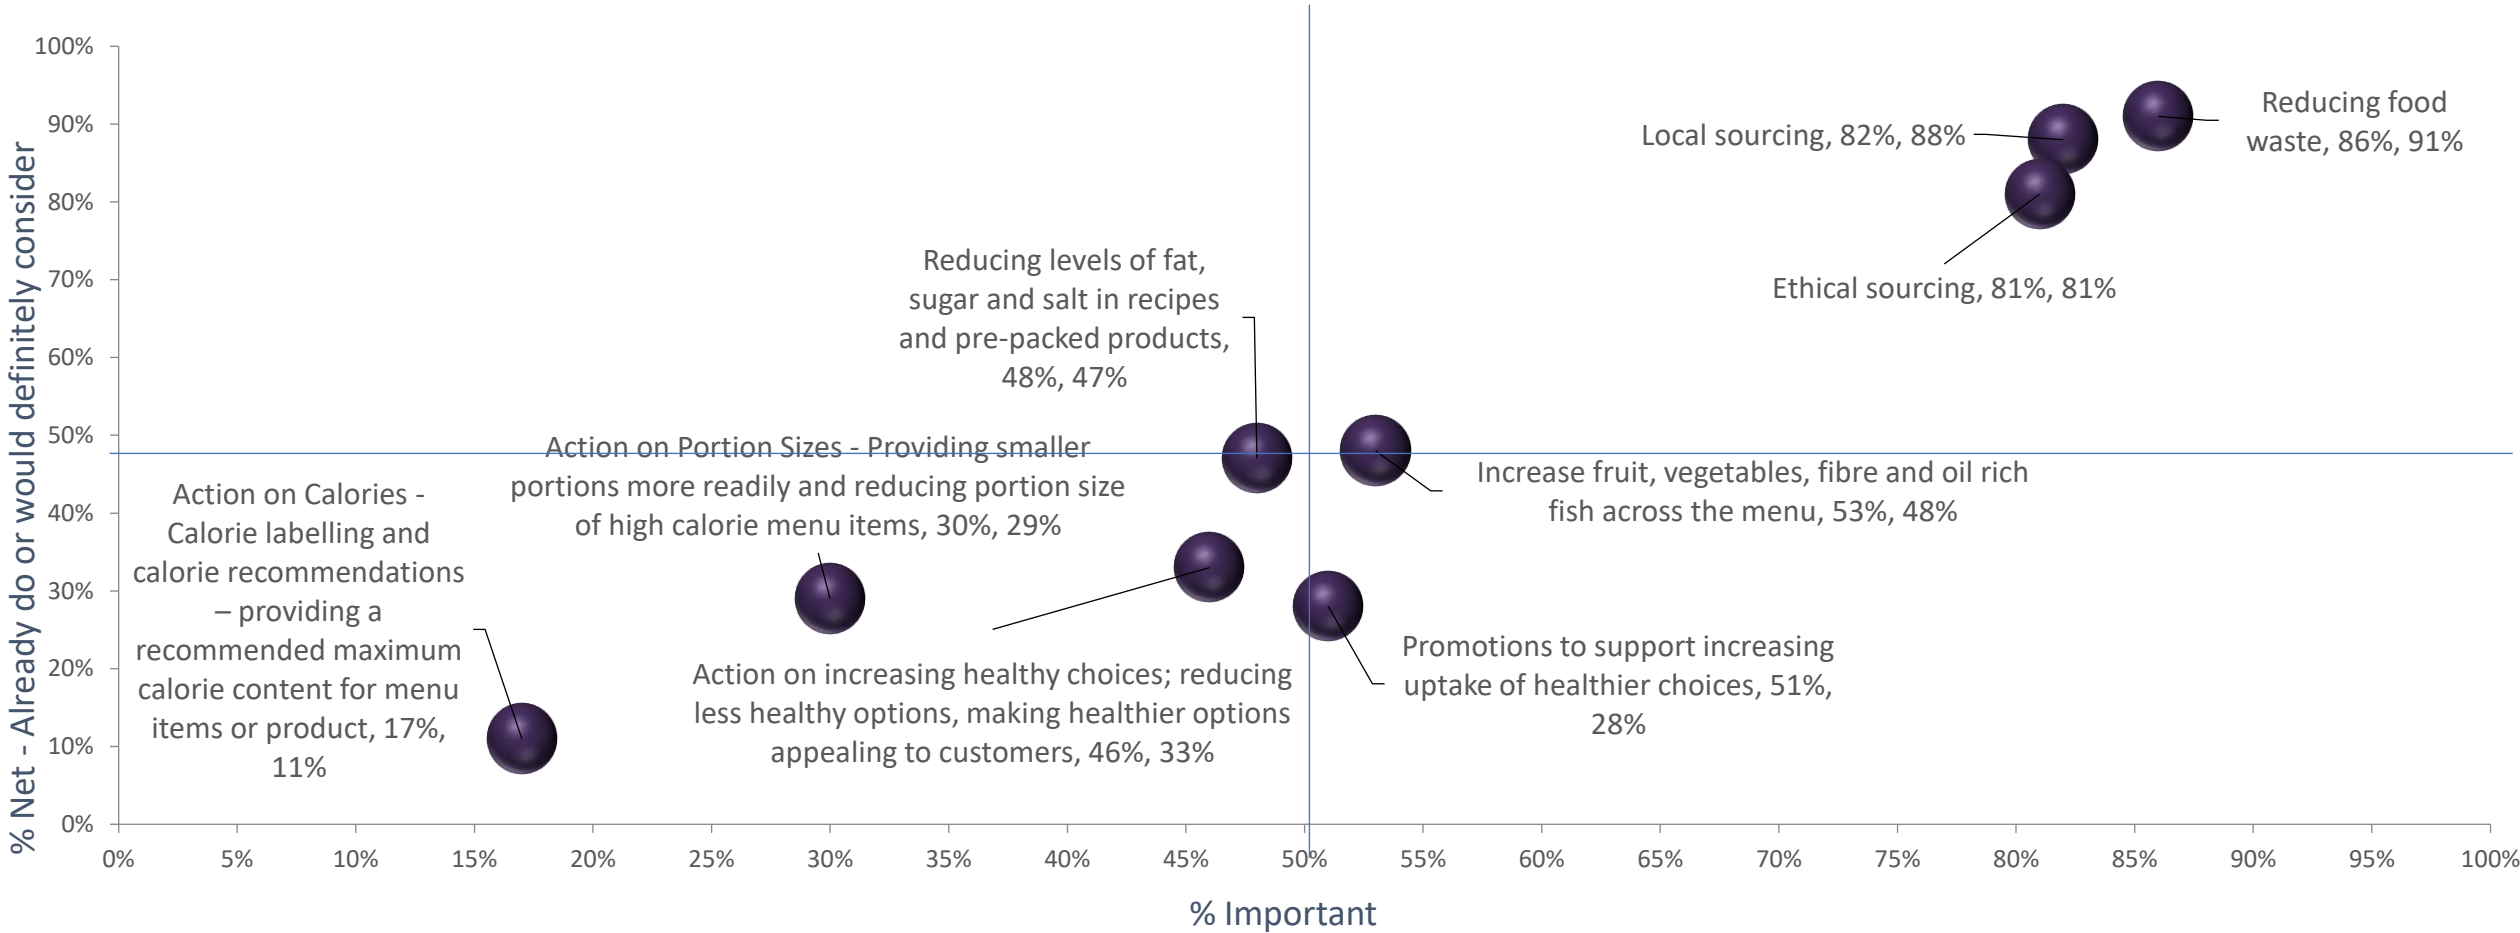 % Net - Already do or would definitely consider
100%
90%
80%
70%
60%
50%
40%
30%
20%
10%
0%
Reducing food
waste, 86%, 91%
Local sourcing, 82%, 88%
Ethical sourcing, 81%, 81%
Reducing levels of fat,
sugar and salt in recipes
and pre-packed products,
48%, 47%
Action on Portion Sizes - Providing smaller
portions more readily and reducing portion size
of high calorie menu items, 30%, 29%
Increase fruit, vegetables, fibre and oil rich
fish across the menu, 53%, 48%
Action on Calories -
Calorie labelling and
calorie recommendations
– providing a
recommended maximum
calorie content for menu
items or product, 17%,
11%
Action on increasing healthy choices; reducing
less healthy options, making healthier options
appealing to customers, 46%, 33%
Promotions to support increasing
uptake of healthier choices, 51%,
28%
0% 5% 10% 15% 20% 25% 30% 35% 40% 45% 50% 55% 60% 65% 70% 75% 80% 85% 90% 95% 100%
% Important